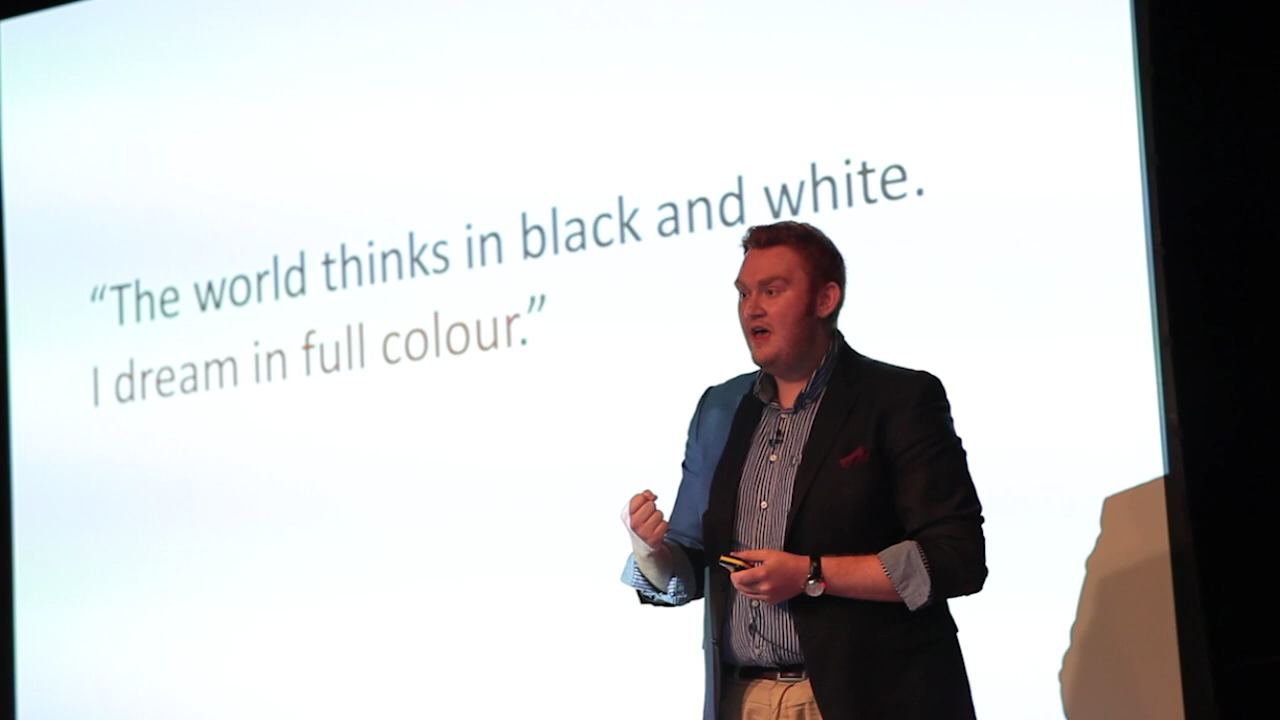 “The world thinks in black and white.
I dream in full colour.”